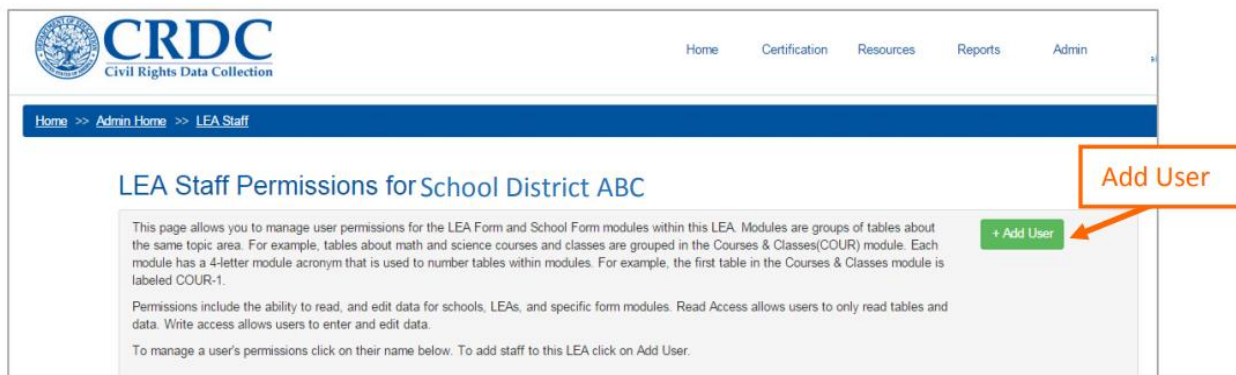 CRDC
Civil Rights Data Collection
Home Certification Resources Reports Admin
Home >> Admin Home >> LEA Staff
LEA Staff Permissions for School District ABC
Add User
This page allows you to manage user permissions for the LEA Form and School Form modules within this LEA. Modules are groups of tables about
the same topic area. For example, tables about math and science courses and classes are grouped in the Courses & Classes(COUR) module. Each
module has a 4-letter module acronym that is used to number tables within modules. For example, the first table in the Courses & Classes module is
labeled COUR-1.
+ Add User
Permissions include the ability to read, and edit data for schools, LEAs, and specific form modules. Read Access allows users to only read tables and
data. Write access allows users to enter and edit data.
To manage a user's permissions click on their name below. To add staff to this LEA click on Add User.